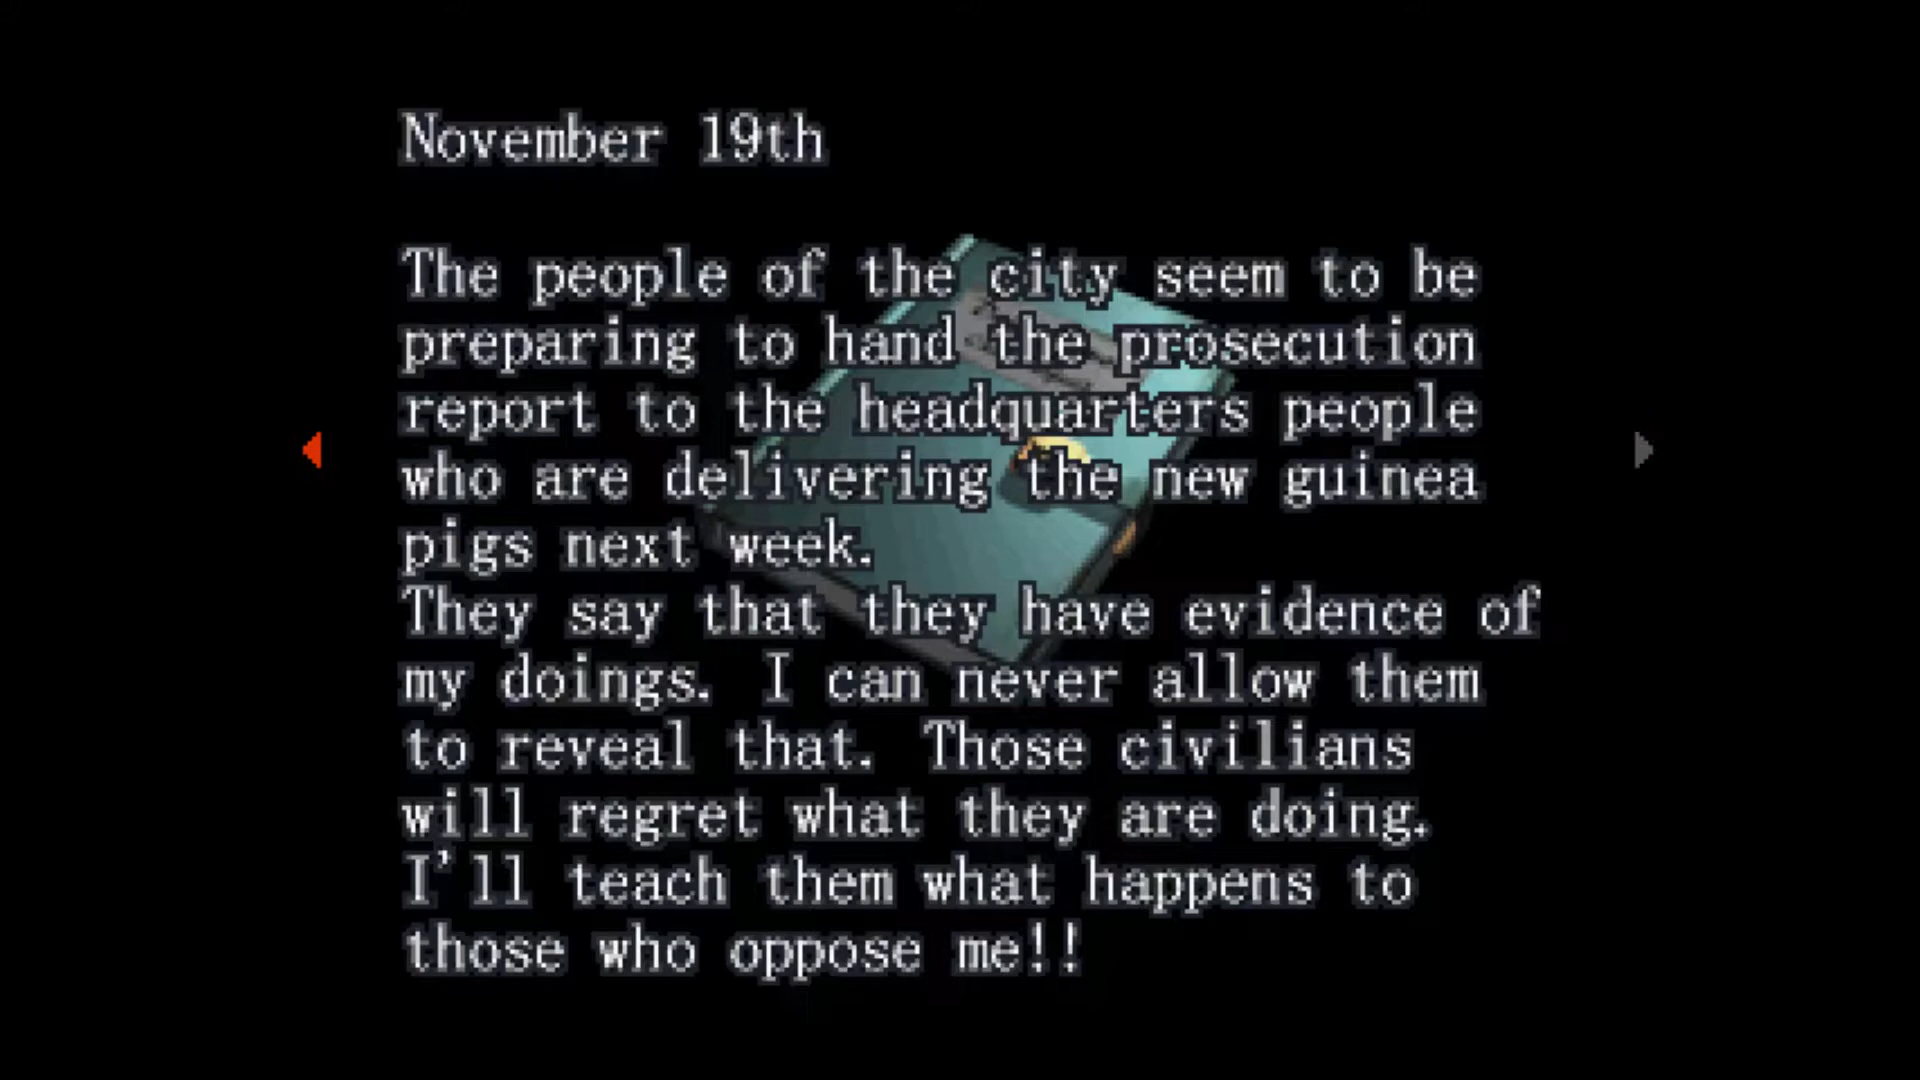 November 19th
The people of the city seem to be
preparing to hand the prosecution
report to the headquarters people
who are delivering the new guinea
pigs next week.
They say that they have evidence of
my doings. I can never allow them
to reveal that. Those civilians
will regret what they are doing.
I'll teach them what happens to
those who oppose me!!